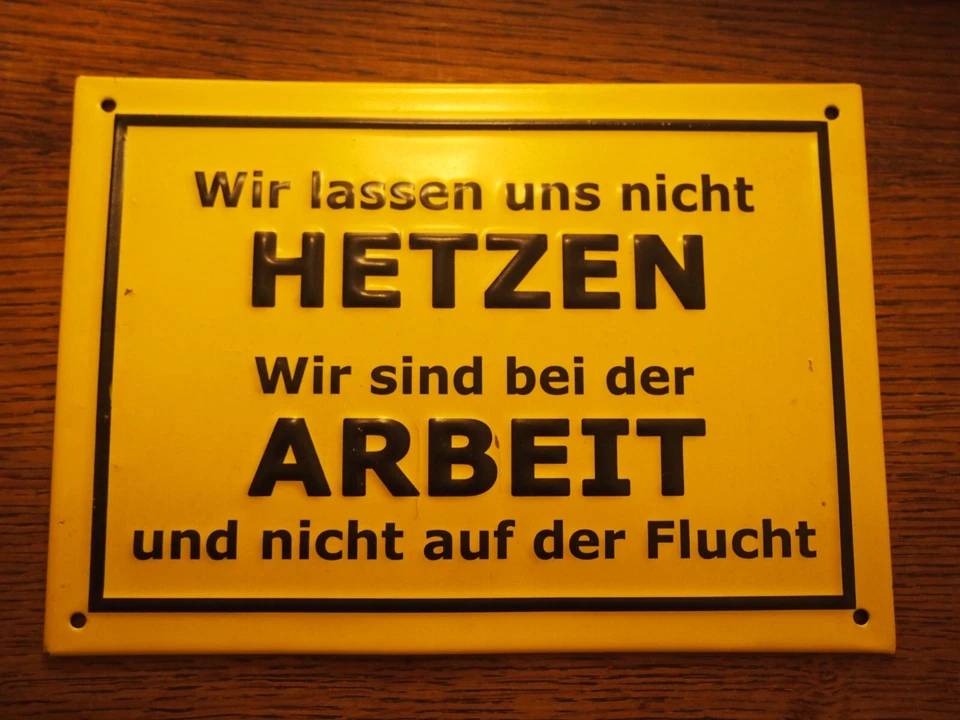 Wir lassen uns nicht
HETZEN
Wir sind bei der
ARBEIT
und nicht auf der Flucht